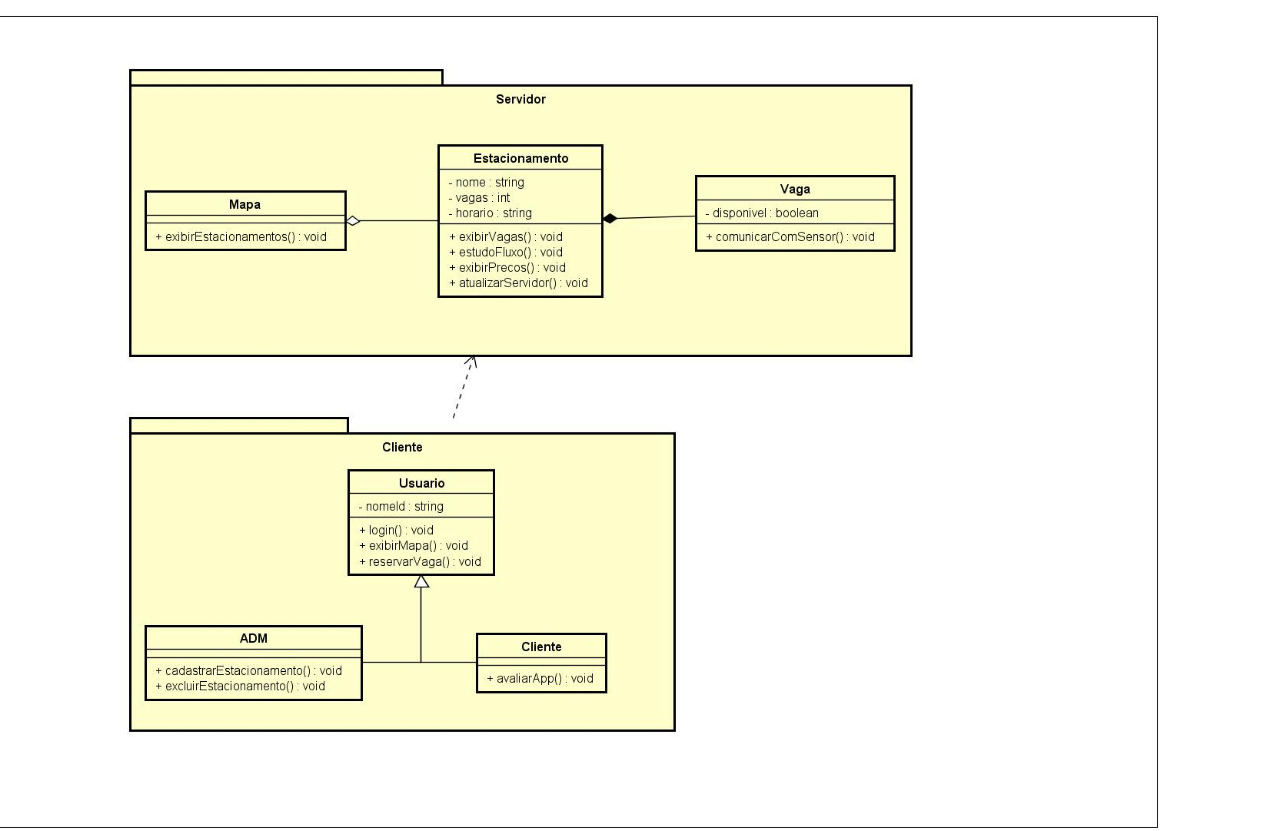 Servidor
Mapa
+ exibirEstacionamentos() : void
Estacionamento
- nome : string
- vagas : int
- horario : string
+ exibirVagas() : void
+ estudoFluxo() : void
+ exibirPrecos() : void
+ atualizarServidor() : void
Vaga
- disponivel : boolean
+ comunicarComSensor() : void
Cliente
Usuario
- nomeId : string
+ login() : void
+ exibirMapa() : void
+ reservarVaga() : void
ADM
+ cadastrarEstacionamento() : void
+ excluirEstacionamento() : void
Cliente
+ avaliarApp() : void